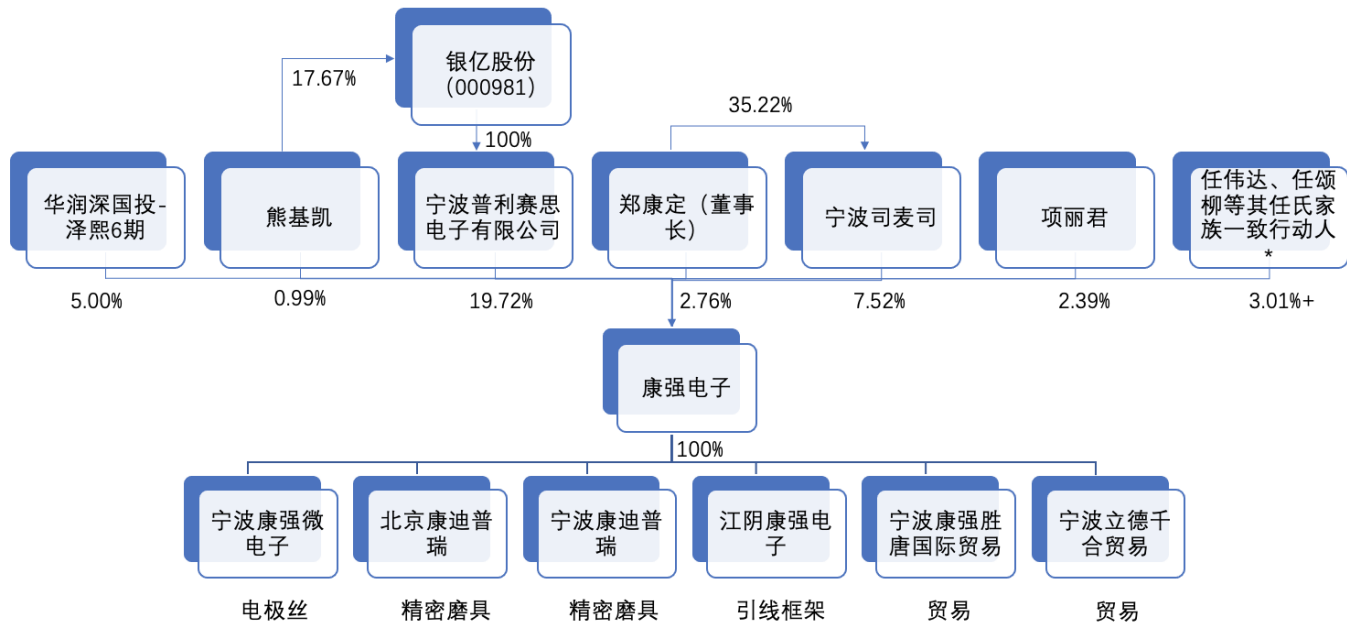 银亿股份
（000981）
17.67%
35.22%
100%
华润深国投-
泽熙6期
熊基凯
宁波普利赛思
电子有限公司
郑康定（董事
长）
宁波司麦司
项丽君
任伟达、任颂
柳等其任氏家
族一致行动人
*
5.00%
0.99%
19.72%
2.76%
7.52%
2.39%
3.01%+
康强电子
100%
宁波康强微
电子
北京康迪普
瑞
宁波康迪普
瑞
江阴康强电
子
宁波康强胜
唐国际贸易
宁波立德千
合贸易
电极丝
精密磨具
精密磨具
引线框架
贸易
贸易